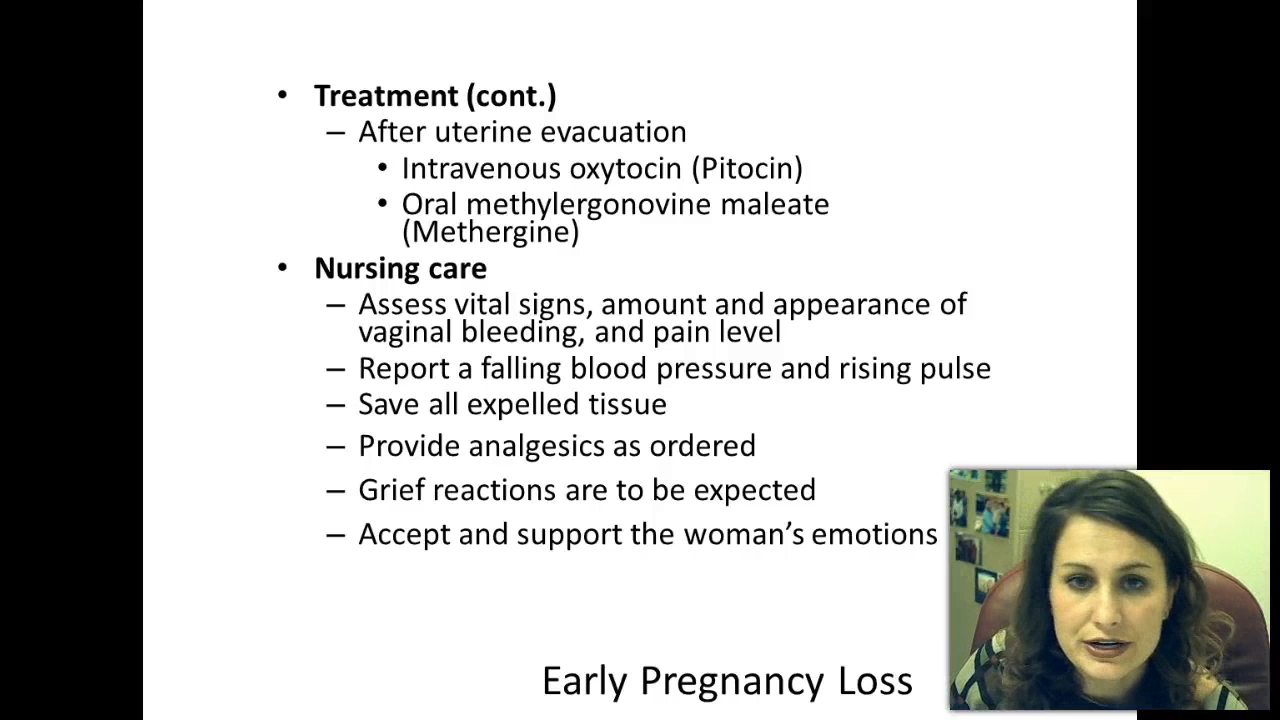 • Treatment (cont.)
– After uterine evacuation
• Intravenous oxytocin (Pitocin)
• Oral methylergonovine maleate
(Methergine)
• Nursing care
– Assess vital signs, amount and appearance of
vaginal bleeding, and pain level
– Report a falling blood pressure and rising pulse
– Save all expelled tissue
– Provide analgesics as ordered
– Grief reactions are to be expected
– Accept and support the woman’s emotions
Early Pregnancy Loss